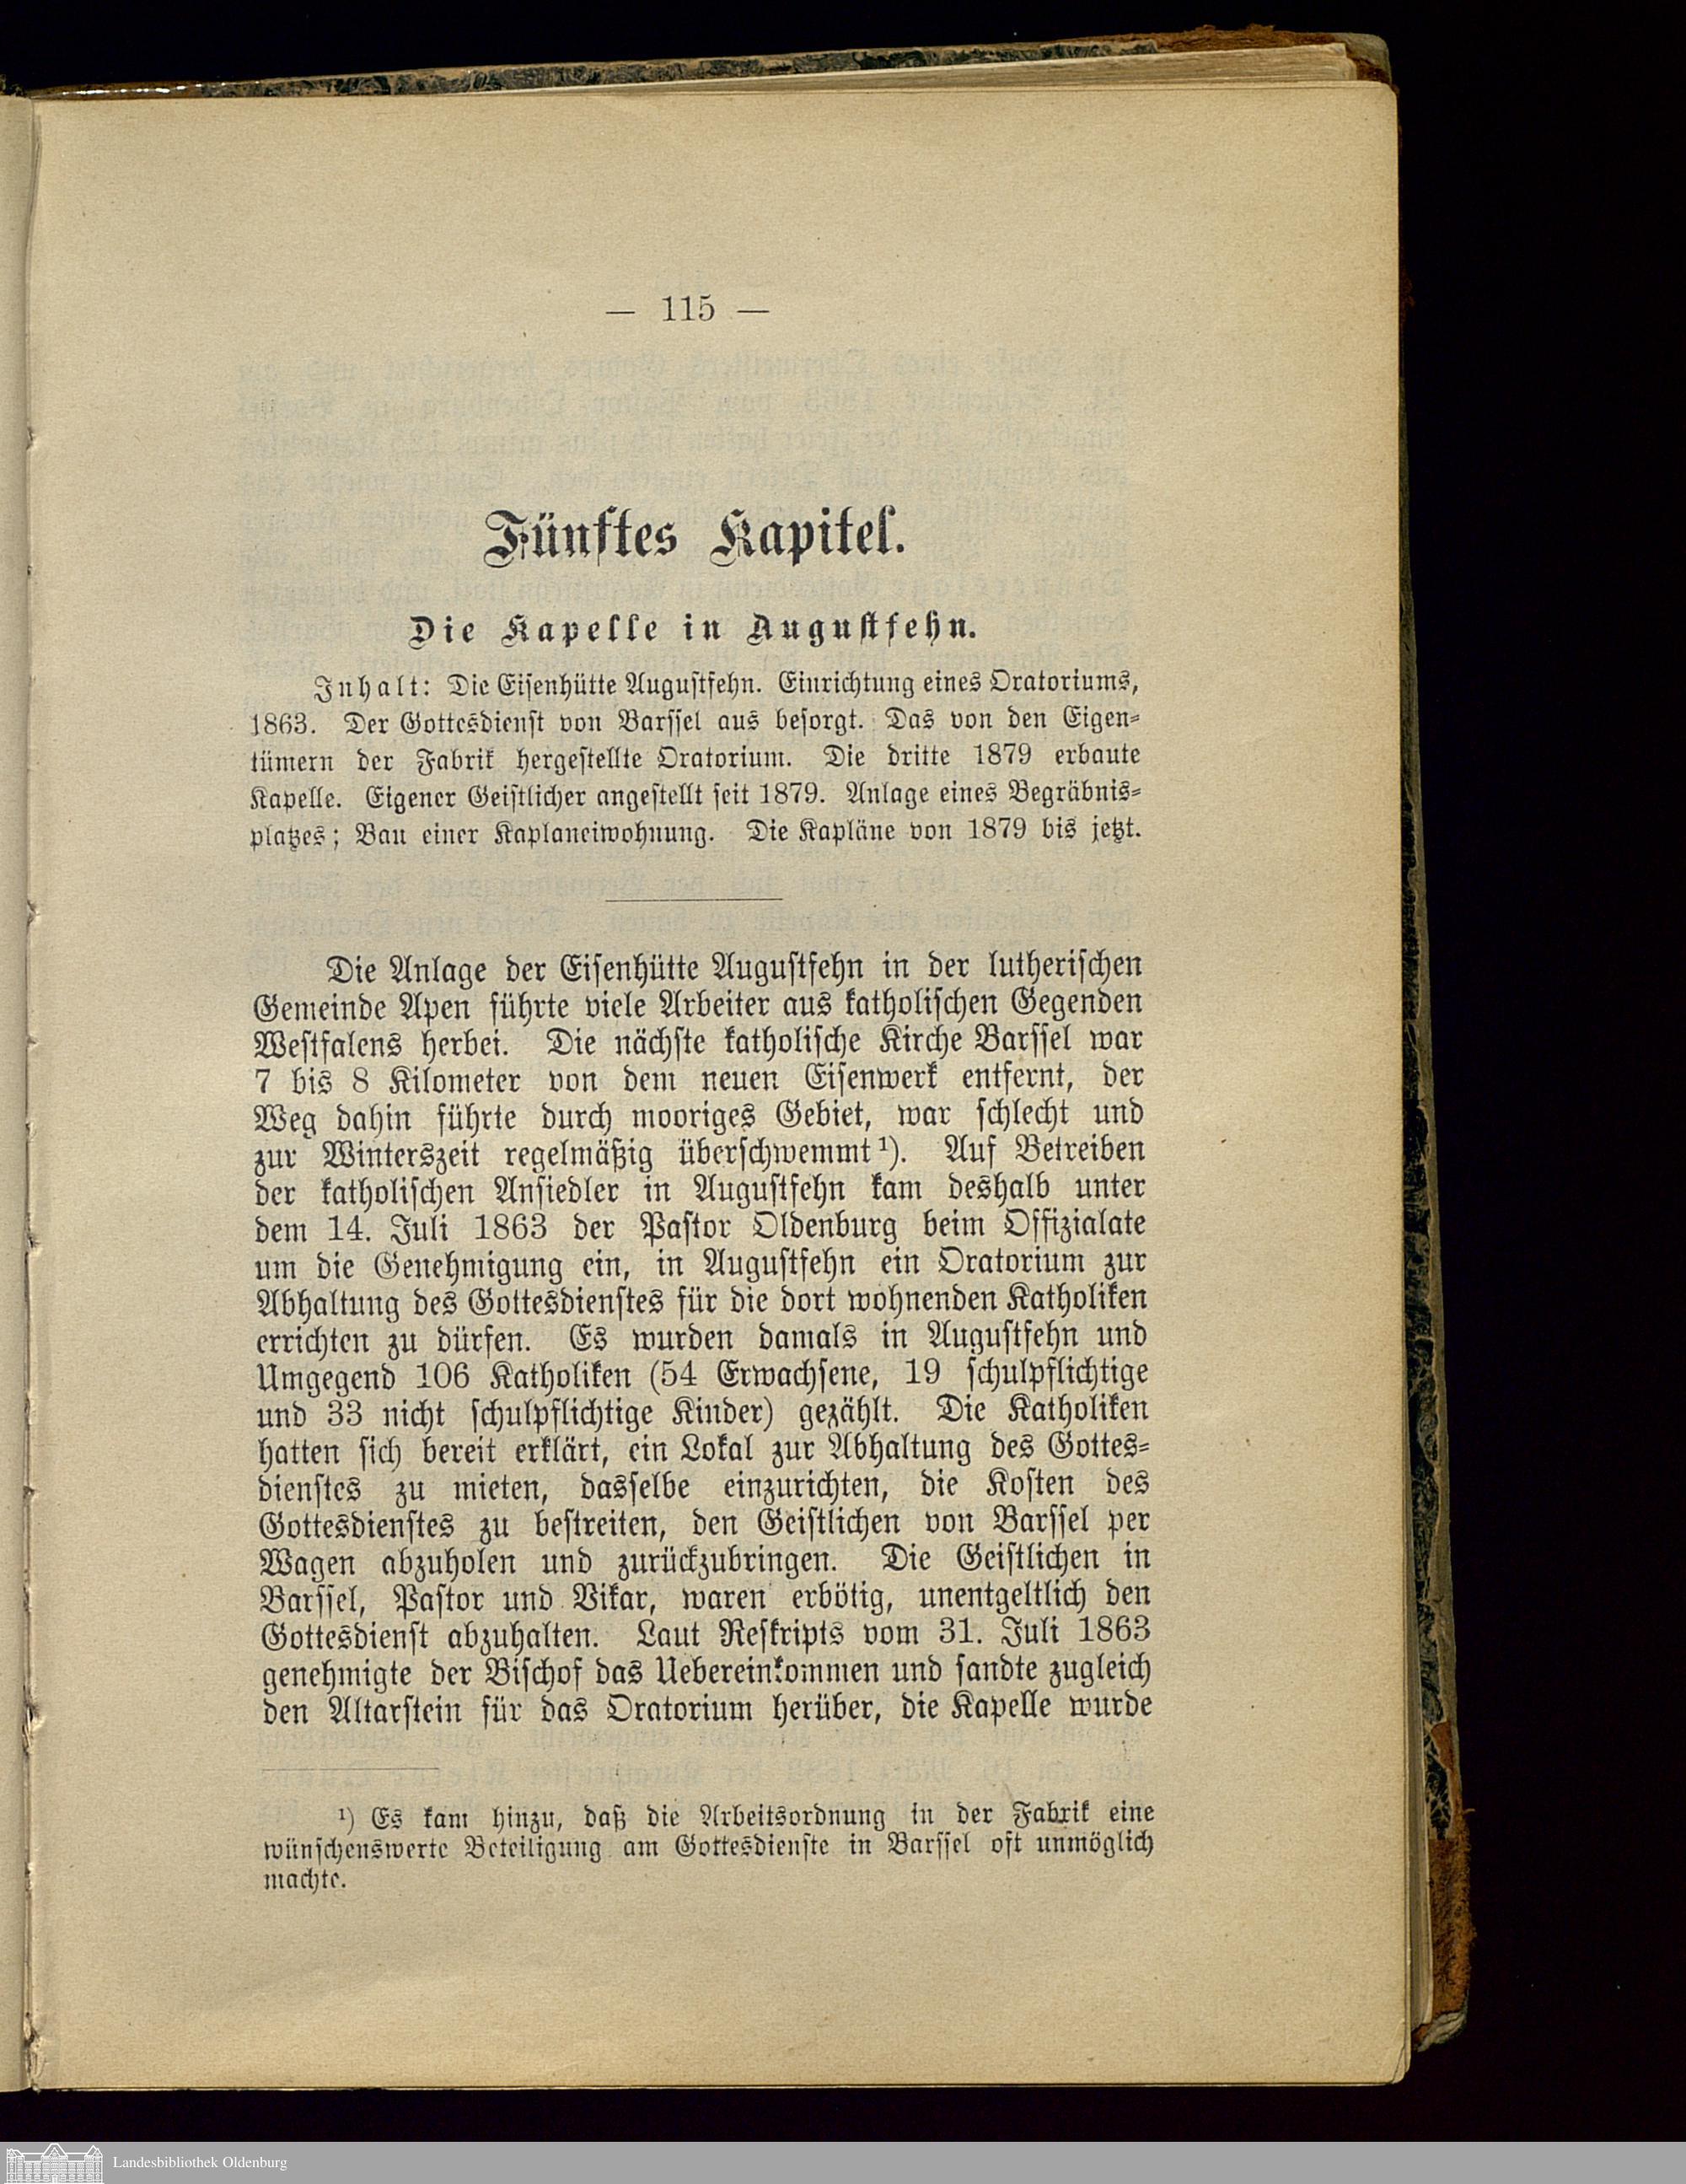 — 115 —
Fünftes Kapitel.
Die Kapelle in Augustfehn.
Inhalt: Die Eisenhütte Augustfehn. Einrichtung eines Oratoriums,
1863. Der Gottesdienst von Barssel aus besorgt. Das von den Eigen-
tümern der Fabrik hergestellte Oratorium. Die dritte 1879 erbaute
Kapelle. Eigener Geistlicher angestellt seit 1879. Anlage eines Begräbnis-
platzes; Bau einer Kaplaneiwohnung. Die Kapläne von 1879 bis jetzt.
Die Anlage der Eisenhütte Augustfehn in der lutherischen
Gemeinde Apen führte viele Arbeiter aus katholischen Gegenden
Westfalens herbei. Die nächste katholische Kirche Barssel war
7 bis 8 Kilometer von dem neuen Eisenwerk entfernt, der
Weg dahin führte durch mooriges Gebiet, war schlecht und
zur Winterszeit regelmäßig überschwemmt¹). Auf Betreiben
der katholischen Ansiedler in Augustfehn kam deshalb unter
dem 14. Juli 1863 der Pastor Oldenburg beim Offizialate
um die Genehmigung ein, in Augustfehn ein Oratorium zur
Abhaltung des Gottesdienstes für die dort wohnenden Katholiken
errichten zu dürfen. Es wurden damals in Augustfehn und
Umgegend 106 Katholiken (54 Erwachsene, 19 schulpflichtige
und 33 nicht schulpflichtige Kinder) gezählt. Die Katholiken
hatten sich bereit erklärt, ein Lokal zur Abhaltung des Gottes-
dienstes zu mieten, dasselbe einzurichten, die Kosten des
Gottesdienstes zu bestreiten, den Geistlichen von Barssel per
Wagen abzuholen und zurückzubringen. Die Geistlichen in
Barssel, Pastor und Vikar, waren erbötig, unentgeltlich den
Gottesdienst abzuhalten. Laut Reskripts vom 31. Juli 1863
genehmigte der Bischof das Uebereinkommen und sandte zugleich
den Altarstein für das Oratorium herüber, die Kapelle wurde
¹) Es kam hinzu, daß die Arbeitsordnung in der Fabrik eine
wünschenswerte Beteiligung am Gottesdienste in Barssel oft unmöglich
machte.
Landesbibliothek Oldenburg